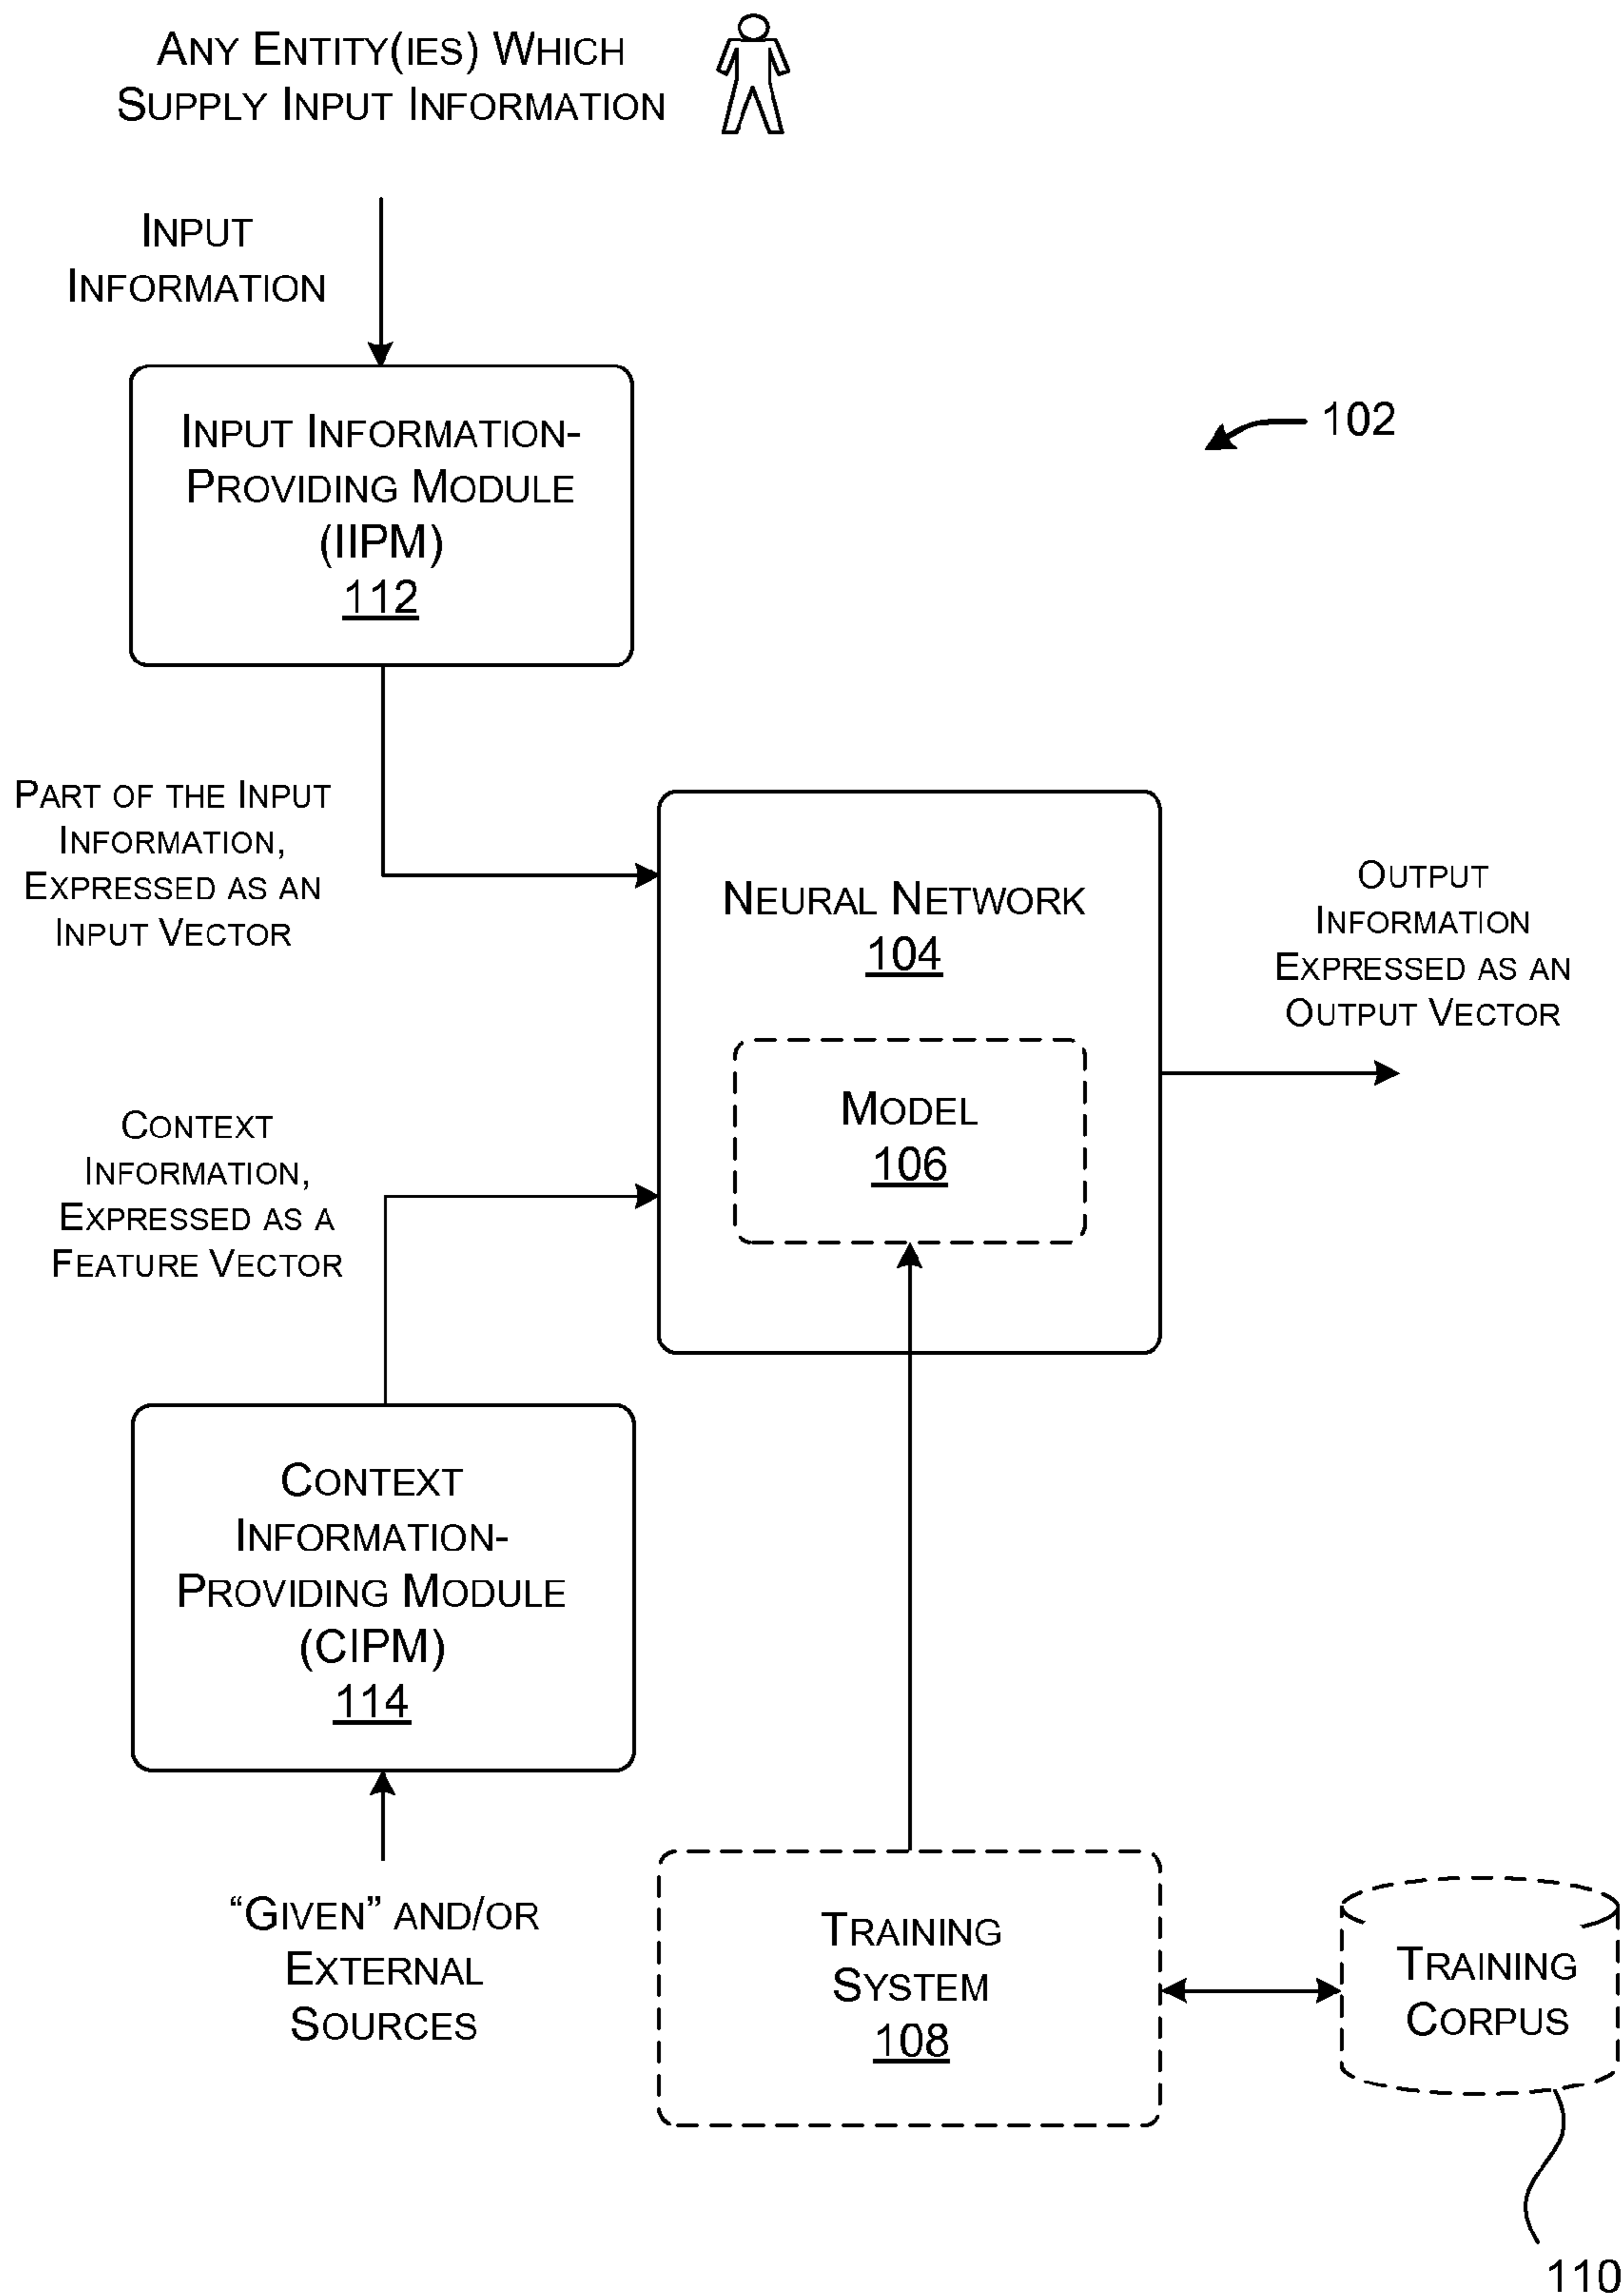 ANY ENTITY(IES) WHICH
SUPPLY INPUT INFORMATION
INPUT
INFORMATION
INPUT INFORMATION-
PROVIDING MODULE
(IIPM)
112
102
PART OF THE INPUT
INFORMATION,
EXPRESSED AS AN
INPUT VECTOR
NEURAL NETWORK
104
OUTPUT
INFORMATION
EXPRESSED AS AN
OUTPUT VECTOR
MODEL
106
CONTEXT
INFORMATION,
EXPRESSED AS A
FEATURE VECTOR
CONTEXT
INFORMATION-
PROVIDING MODULE
(CIPM)
114
“GIVEN” AND/OR
EXTERNAL
SOURCES
TRAINING
SYSTEM
108
TRAINING
CORPUS
110